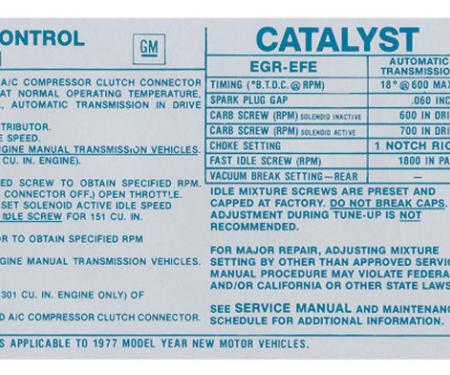 ONTROL
GM
A/C COMPRESSOR CLUTCH CONNECTOR
AT NORMAL OPERATING TEMPERATURE,
, AUTOMATIC TRANSMISSION IN DRIVE
TRIBUTOR.
E SPEED.
NGINE MANUAL TRANSMISSION VEHICLES.
CU. IN. ENGINE).
ED SCREW TO OBTAIN SPECIFIED RPM.
CONN. CH OFF.) OPEN THROTTLE.
SET SOLENOID ACTIVE IDLE SPEED
IDLE SCREW FOR 151 CU. IN.
OR TO OBTAIN SPECIFIED RPM
NGINE MANUAL TRANSMISSION VEHICLES.
301 CU. IN. ENGINE ONLY) OF
D A/C COMPRESSOR CLUTCH CONNECTOR.
CATALYST
EGR-EFE AUTOMATIC TRANSMISSION
TIMING (°B.T.D.C. @ RPM) 18° @ 600 MAX
SPARK PLUG GAP .060 INC
CARB SCREW (RPM) SOLENOID INACTIVE 600 IN DRI
CARB SCREW (RPM) SOLENOID ACTIVE 700 IN DRI
CHOKE SETTING 1 NOTCH RIC
FAST IDLE SCREW (RPM) 1800 IN PA
VACUUM BREAK SETTING—REAR —
IDLE MIXTURE SCREWS ARE PRESET AND
CAPPED AT FACTORY. DO NOT BREAK CAPS.
ADJUSTMENT DURING TUNE-UP IS NOT
RECOMMENDED.
FOR MAJOR REPAIR, ADJUSTING MIXTURE
SETTING BY OTHER THAN APPROVED SERVIC
MANUAL PROCEDURE MAY VIOLATE FEDERA
AND/OR CALIFORNIA OR OTHER STATE LAWS
SEE SERVICE MANUAL AND MAINTENANC
SCHEDULE FOR ADDITIONAL INFORMATION.
S APPLICABLE TO 1977 MODEL YEAR NEW MOTOR VEHICLES.